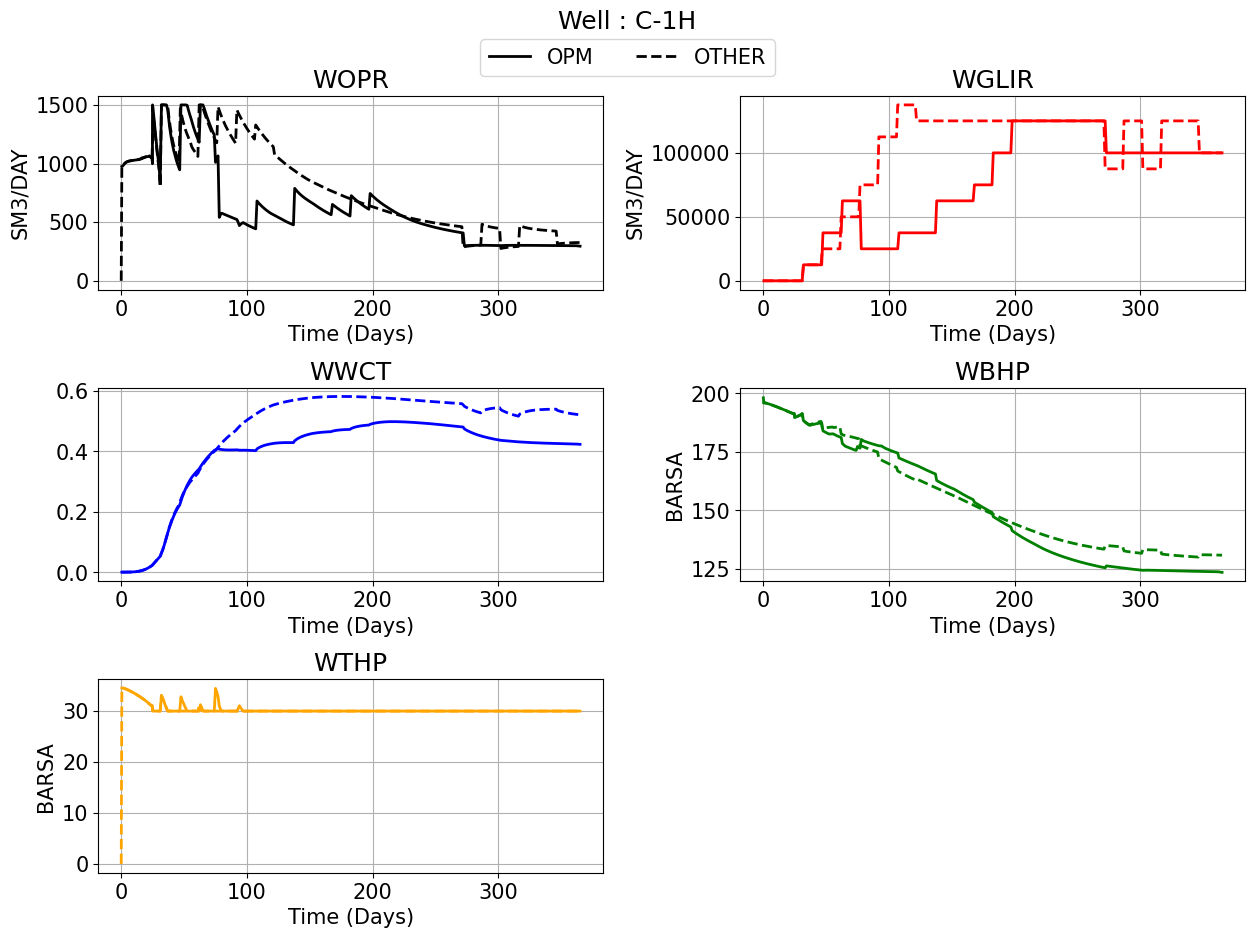 Well : C-1H
OPM OTHER
WOPR
1500
1000
500
0
SM3/DAY
0 100 200 300
Time (Days)
WGLIR
100000
50000
0
SM3/DAY
0 100 200 300
Time (Days)
WWCT
0.6
0.4
0.2
0.0
0 100 200 300
Time (Days)
WBHP
200
175
150
125
BARSA
0 100 200 300
Time (Days)
WTHP
30
20
10
0
BARSA
0 100 200 300
Time (Days)